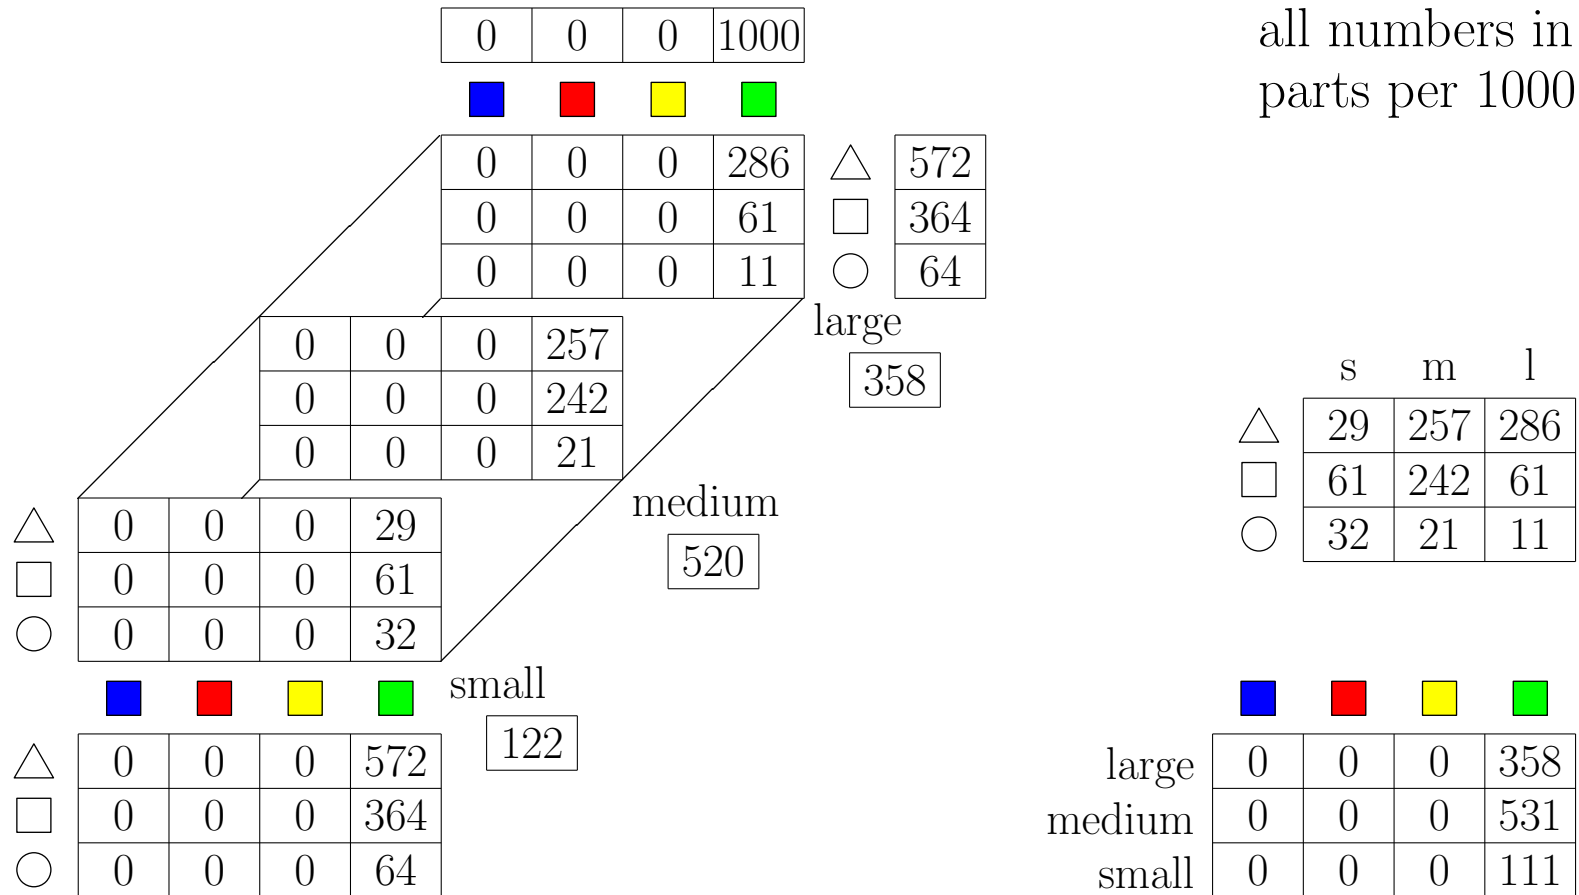 0 0 0 1000
all numbers in
parts per 1000
0 0 0 286 572
0 0 0 61 364
0 0 0 11 64
large
358
0 0 0 257
0 0 0 242
0 0 0 21
medium
520
s m l
29 257 286
61 242 61
32 21 11
0 0 0 29
0 0 0 61
0 0 0 32
small
122
0 0 0 572
0 0 0 364
0 0 0 64
large 0 0 0 358
medium 0 0 0 531
small 0 0 0 111